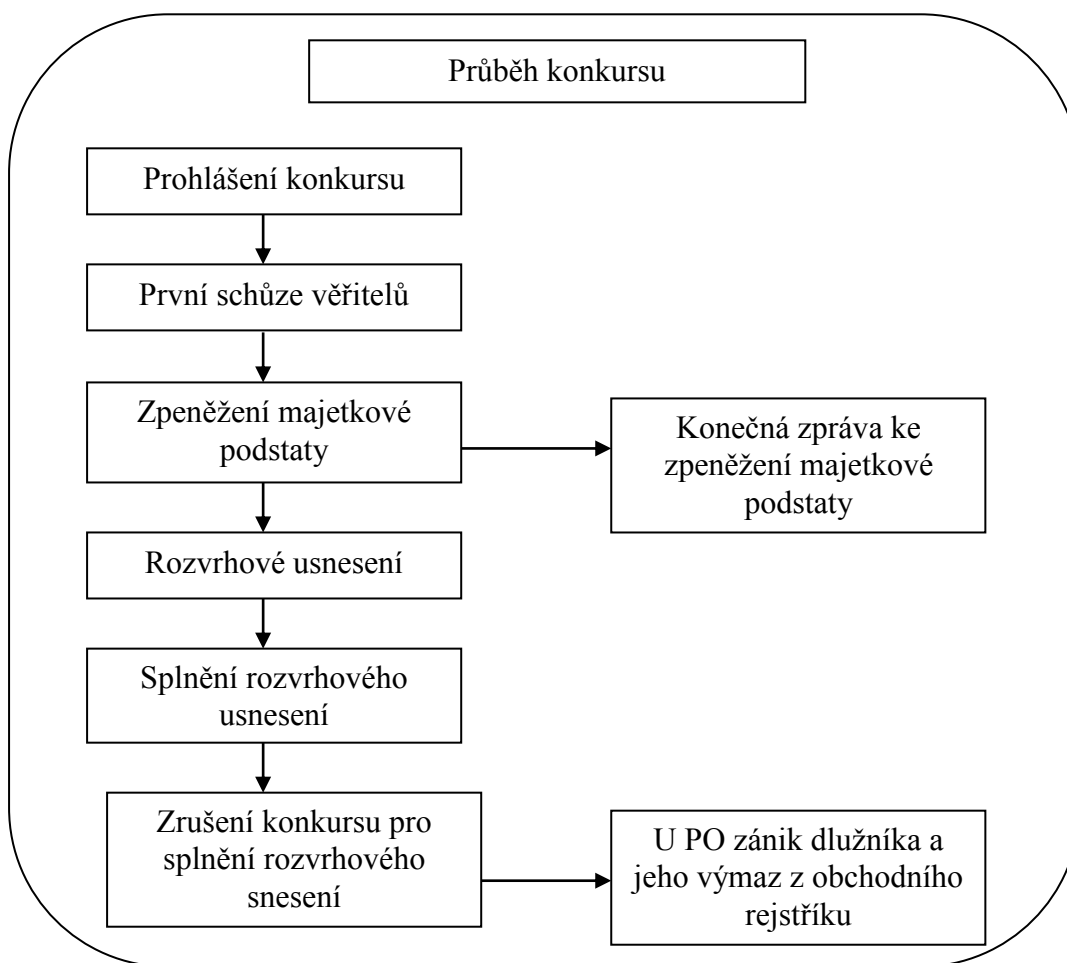 Průběh konkursu
Prohlášení konkursu
První schůze věřitelů
Zpeněžení majetkové
podstaty
Konečná zpráva ke
zpeněžení majetkové
podstaty
Rozvrhové usnesení
Splnění rozvrhového
usnesení
Zrušení konkursu pro
splnění rozvrhového
snesení
U PO zánik dlužníka a
jeho výmaz z obchodního
rejstříku